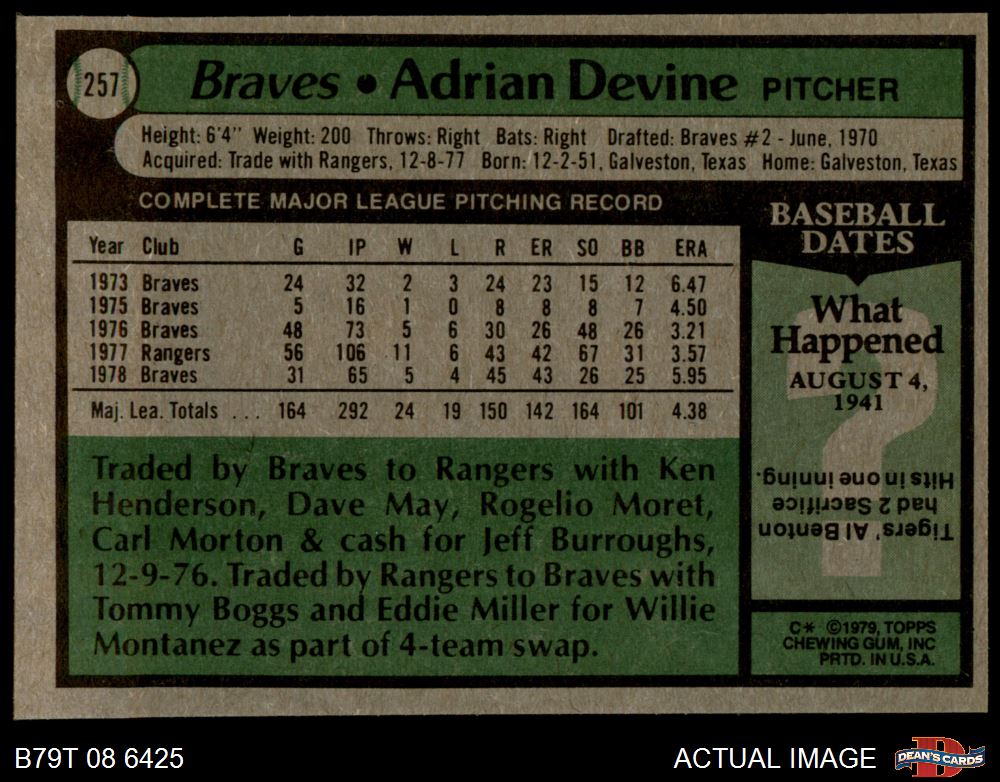 257 Braves • Adrian Devine PITCHER
Height: 6'4" Weight: 200 Throws: Right Bats: Right Drafted: Braves #2 - June, 1970
Acquired: Trade with Rangers, 12-8-77 Born: 12-2-51, Galveston, Texas Home: Galveston, Texas
COMPLETE MAJOR LEAGUE PITCHING RECORD
Year Club G IP W L R ER SO BB ERA
1973 Braves 24 32 2 3 24 23 15 12 6.47
1975 Braves 5 16 1 0 8 8 8 7 4.50
1976 Braves 48 73 5 6 30 26 48 26 3.21
1977 Rangers 56 106 11 6 43 42 67 31 3.57
1978 Braves 31 65 5 4 45 43 26 25 5.95
Maj. Lea. Totals ... 164 292 24 19 150 142 164 101 4.38
Traded by Braves to Rangers with Ken
Henderson, Dave May, Rogelio Moret,
Carl Morton & cash for Jeff Burroughs,
12-9-76. Traded by Rangers to Braves with
Tommy Boggs and Eddie Miller for Willie
Montanez as part of 4-team swap.
BASEBALL
DATES
What
Happened
AUGUST 4,
1941
?
Tigers' Al Benton
had 2 Sacrifice
Hits in one inning.
C* ©1979, TOPPS
CHEWING GUM, INC
PRTD. IN U.S.A.
B79T 08 6425
ACTUAL IMAGE
D
DEAN'S CARDS